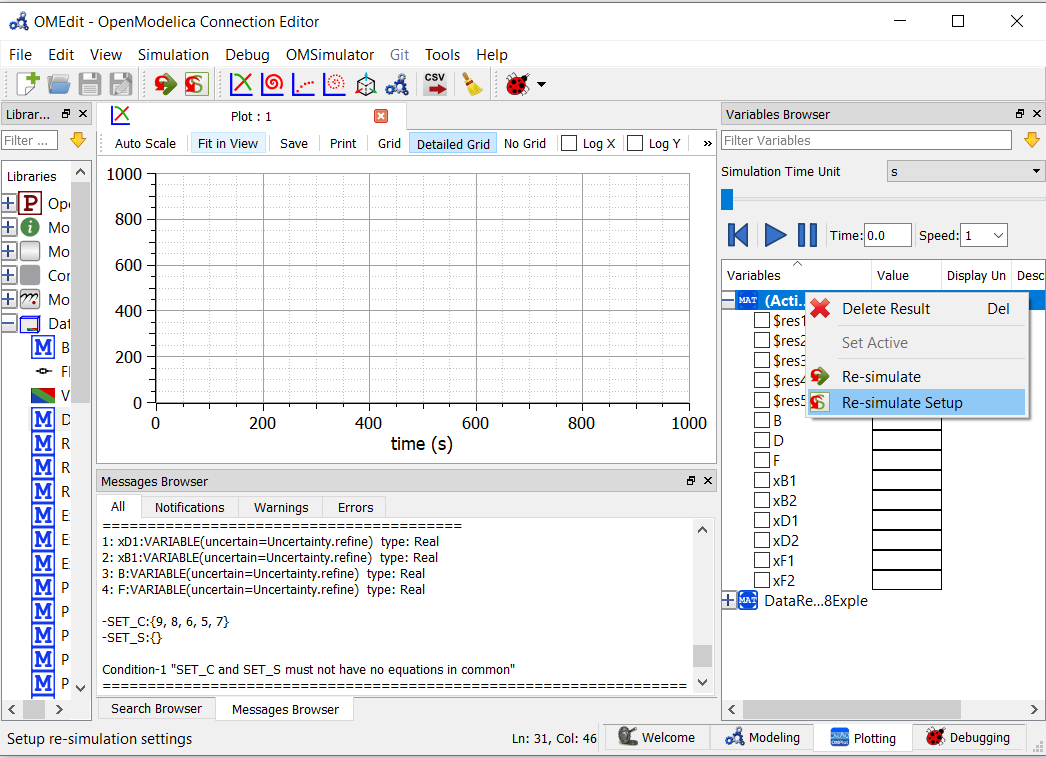 OMEdit - OpenModelica Connection Editor
File Edit View Simulation Debug OMSimulator Git Tools Help
CSV
Librar...
Filter ...
Libraries
P Ope
i Mo
Mo
Cor
Mo
Dat
M B
Fl
V
M D
M R
M R
M R
M E
M E
M E
M P
M P
M P
M P
M P
Plot : 1
Auto Scale Fit in View Save Print Grid Detailed Grid No Grid Log X Log Y »
1000
800
600
400
200
0
0 200 400 600 800 1000
time (s)
Messages Browser
All Notifications Warnings Errors
========================================
1: xD1:VARIABLE(uncertain=Uncertainty.refine) type: Real
2: xB1:VARIABLE(uncertain=Uncertainty.refine) type: Real
3: B:VARIABLE(uncertain=Uncertainty.refine) type: Real
4: F:VARIABLE(uncertain=Uncertainty.refine) type: Real
-SET_C:{9, 8, 6, 5, 7}
-SET_S:{}
Condition-1 "SET_C and SET_S must not have no equations in common"
=================================================================
Search Browser Messages Browser
Variables Browser
Filter Variables
Simulation Time Unit s
Time: 0.0 Speed: 1
Variables Value Display Un Desc
MAT (Acti...
$res1
$res2
$res3
$res4
$res5
B
D
F
xB1
xB2
xD1
xD2
xF1
xF2
MAT DataRe...8Exple
Delete Result Del
Set Active
Re-simulate
Re-simulate Setup
Setup re-simulation settings
Ln: 31, Col: 46
Welcome Modeling Plotting Debugging